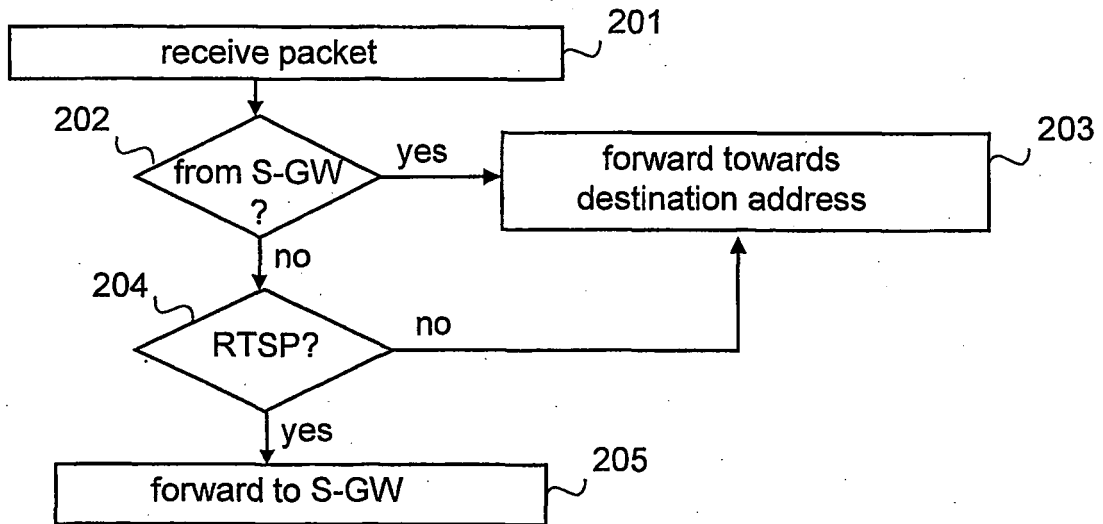 201
receive packet
202
from S-GW
?
yes
203
forward towards
destination address
no
204
RTSP?
no
yes
205
forward to S-GW